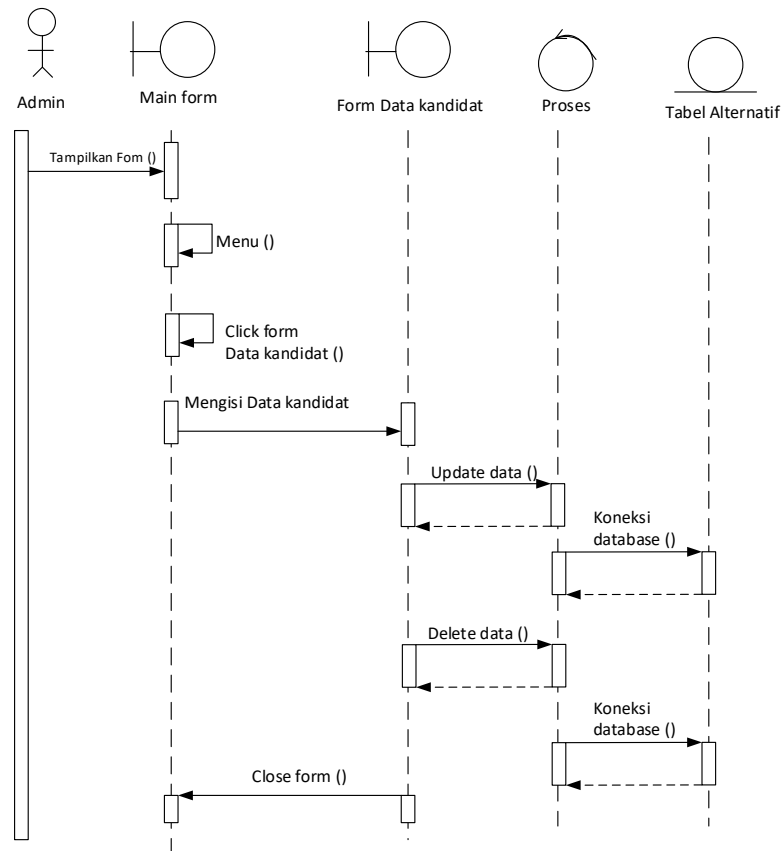 Admin
Main form
Form Data kandidat
Proses
Tabel Alternatif
Tampilkan Fom ()
Menu ()
Click form
Data kandidat ()
Mengisi Data kandidat
Update data ()
Koneksi
database ()
Delete data ()
Koneksi
database ()
Close form ()